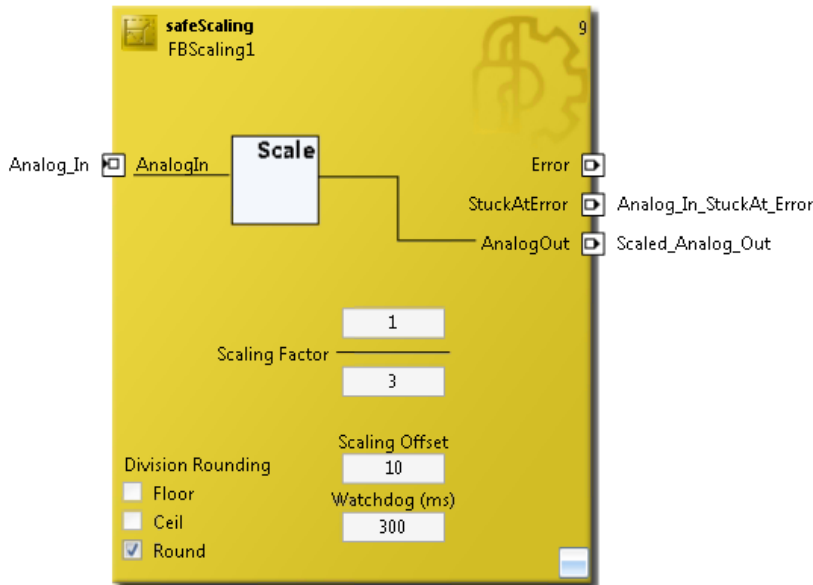 safeScaling
9
FBScaling1
Scale
Analog_In
AnalogIn
Error
StuckAtError
Analog_In_StuckAt_Error
AnalogOut
Scaled_Analog_Out
1
Scaling Factor
3
Scaling Offset
10
Division Rounding
Floor
Watchdog (ms)
Ceil
300
Round